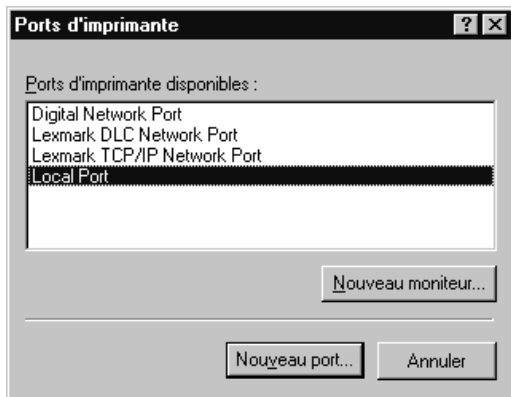 Ports d'imprimante
Ports d'imprimante disponibles :
Digital Network Port
Lexmark DLC Network Port
Lexmark TCP/IP Network Port
Local Port
Nouveau moniteur...
Nouveau port...
Annuler